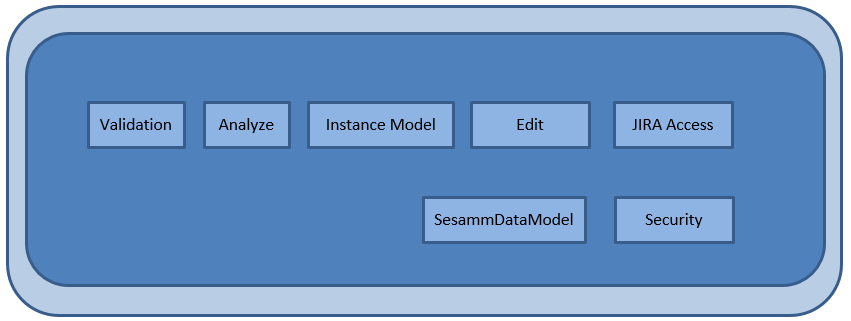 Validation
Analyze
Instance Model
Edit
JIRA Access
SesammDataModel
Security